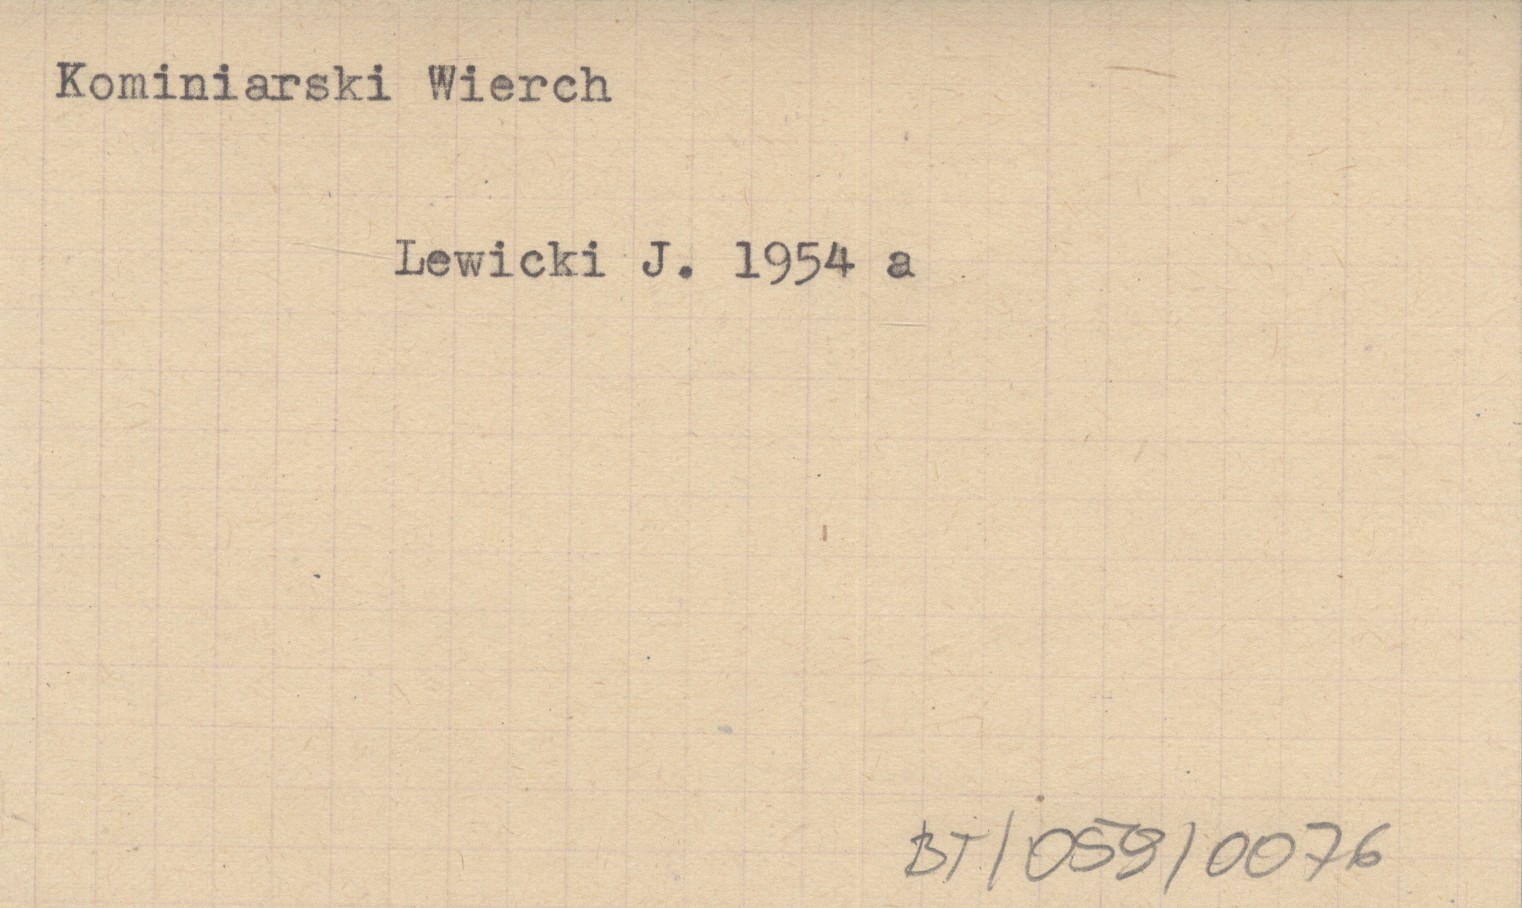 Kominiarski Wierch
Lewicki J. 1954 a
BT/059/0076